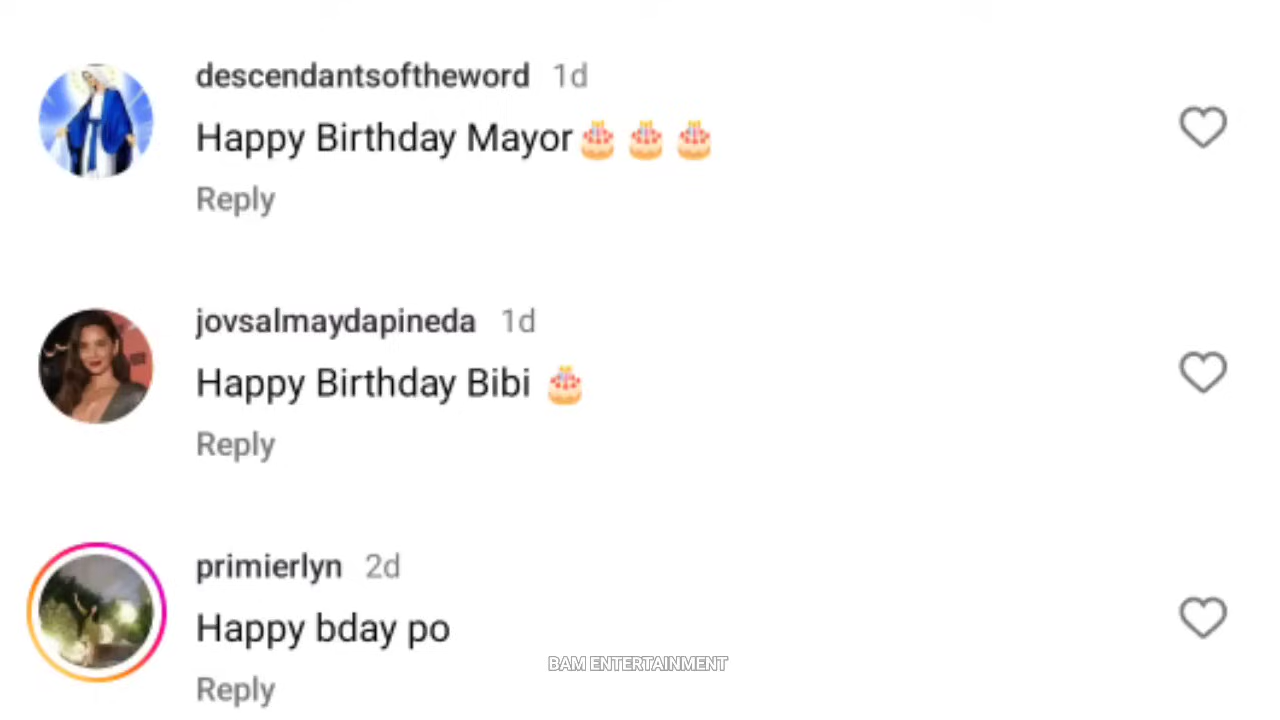 descendantsoftheword 1d
Happy Birthday Mayor🎂🎂🎂
Reply
jovsalmaydapineda 1d
Happy Birthday Bibi 🎂
Reply
primierlyn 2d
Happy bday po
BAM ENTERTAINMENT
Reply